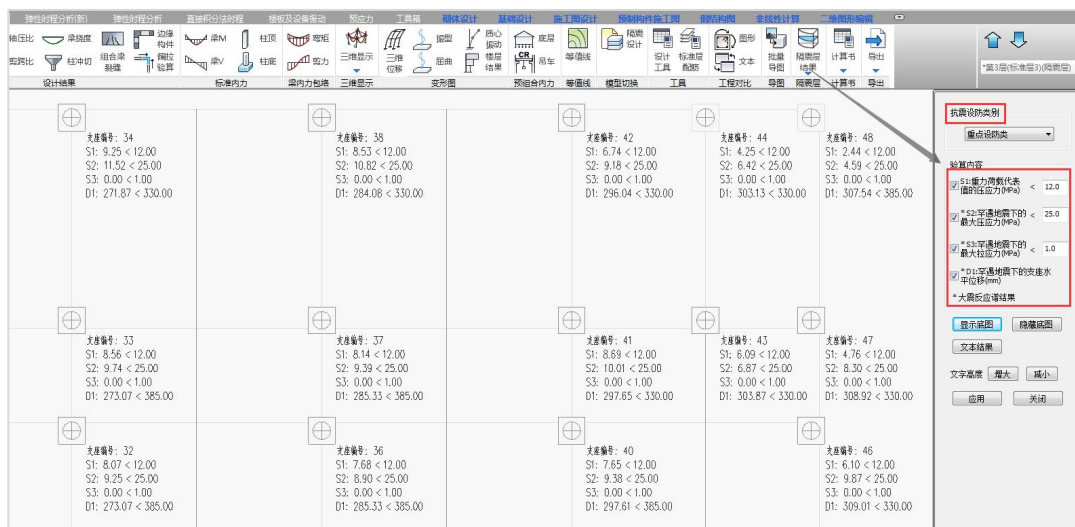 弹性时程分析(新) 弹性时程分析 直接积分法时程 楼板及设备振动 预应力 工具箱 砌体设计 基础设计 施工图设计 预制构件施工图 钢结构图 非线性计算 二维图形编辑
轴压比 梁挠度 边缘构件 梁M 柱顶 弯矩 振型 质心振动 底层 隔震设计 图形
三维显示 三维位移 等值线 设计工具 标准层配筋 批量导图 隔震层结果 计算书 导出
剪跨比 柱冲切 组合梁裂缝 偏拉验算 梁V 柱底 剪力 屈曲 楼层结果 CR 吊车 文本
*第3层(标准层3)(隔震层)
设计结果 标准内力 梁内力包络 三维显示 变形图 预组合内力 等值线 模型切换 工具 工程对比 导图 隔震层 计算书 导出
支座编号: 34
S1: 9.25 < 12.00
S2: 11.52 < 25.00
S3: 0.00 < 1.00
D1: 271.87 < 330.00
支座编号: 38
S1: 8.53 < 12.00
S2: 10.82 < 25.00
S3: 0.00 < 1.00
D1: 284.08 < 330.00
支座编号: 42
S1: 6.74 < 12.00
S2: 9.18 < 25.00
S3: 0.00 < 1.00
D1: 296.04 < 330.00
支座编号: 44
S1: 4.25 < 12.00
S2: 6.42 < 25.00
S3: 0.00 < 1.00
D1: 303.13 < 330.00
支座编号: 48
S1: 2.44 < 12.00
S2: 4.59 < 25.00
S3: 0.00 < 1.00
D1: 307.54 < 385.00
支座编号: 33
S1: 8.56 < 12.00
S2: 9.74 < 25.00
S3: 0.00 < 1.00
D1: 273.07 < 385.00
支座编号: 37
S1: 8.14 < 12.00
S2: 9.39 < 25.00
S3: 0.00 < 1.00
D1: 285.33 < 385.00
支座编号: 41
S1: 8.69 < 12.00
S2: 10.01 < 25.00
S3: 0.00 < 1.00
D1: 297.65 < 330.00
支座编号: 43
S1: 6.09 < 12.00
S2: 6.87 < 25.00
S3: 0.00 < 1.00
D1: 303.87 < 330.00
支座编号: 47
S1: 4.76 < 12.00
S2: 8.30 < 25.00
S3: 0.00 < 1.00
D1: 308.92 < 330.00
支座编号: 32
S1: 8.07 < 12.00
S2: 9.25 < 25.00
S3: 0.00 < 1.00
D1: 273.07 < 385.00
支座编号: 36
S1: 7.68 < 12.00
S2: 8.90 < 25.00
S3: 0.00 < 1.00
D1: 285.33 < 385.00
支座编号: 40
S1: 7.65 < 12.00
S2: 9.38 < 25.00
S3: 0.00 < 1.00
D1: 297.61 < 385.00
支座编号: 46
S1: 6.10 < 12.00
S2: 9.87 < 25.00
S3: 0.00 < 1.00
D1: 309.01 < 330.00
抗震设防类别
重点设防类
验算内容
S1:重力荷载代表
值的压应力(MPa) < 12.0
*S2:罕遇地震下的
最大压应力(MPa) < 25.0
*S3:罕遇地震下的
最大拉应力(MPa) < 1.0
*D1:罕遇地震下的支座水
平位移(mm)
*大震反应谱结果
显示底图 隐藏底图
文本结果
文字高度 增大 减小
应用 关闭